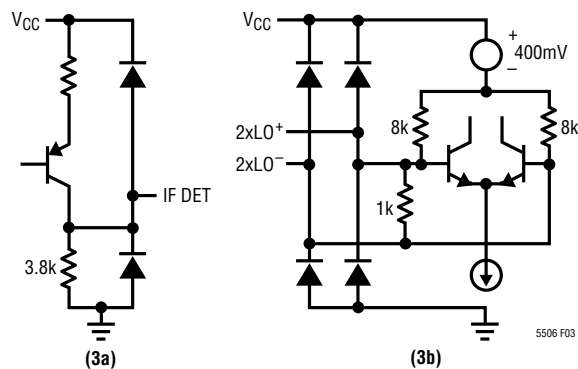 VCC
IF DET
3.8k
(3a)
VCC
+
400mV
–
2xLO+
2xLO–
8k
8k
1k
5506 F03
(3b)